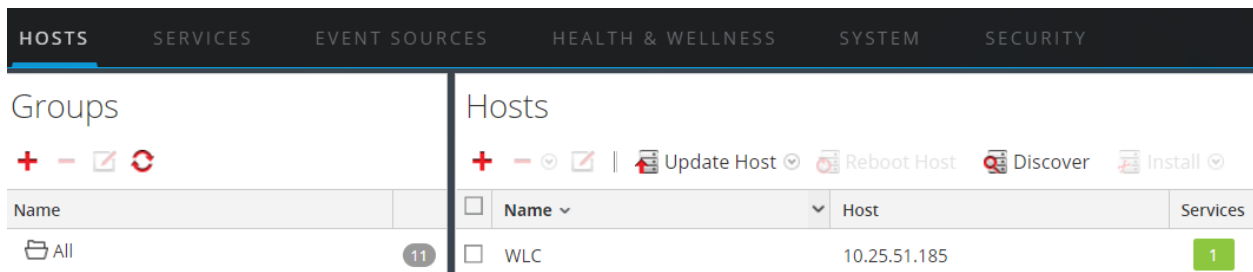 HOSTS SERVICES EVENT SOURCES HEALTH & WELLNESS SYSTEM SECURITY
Groups
Hosts
Update Host Reboot Host Discover Install
Name
Name Host Services
All 11
WLC 10.25.51.185 1